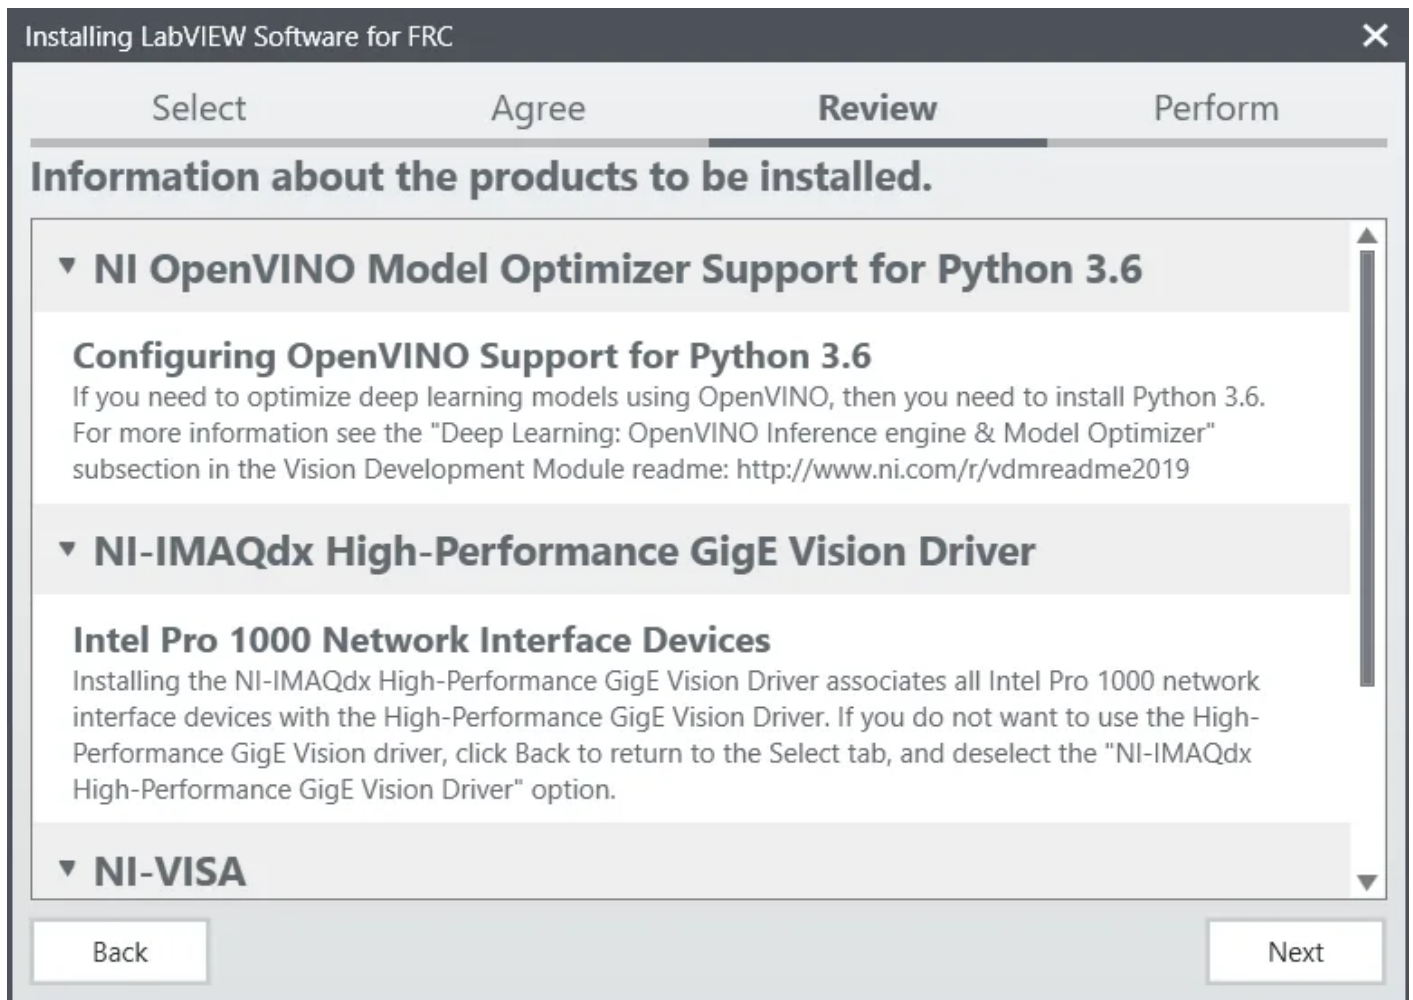 Installing LabVIEW Software for FRC
Select Agree Review Perform
Information about the products to be installed.
NI OpenVINO Model Optimizer Support for Python 3.6
Configuring OpenVINO Support for Python 3.6
If you need to optimize deep learning models using OpenVINO, then you need to install Python 3.6.
For more information see the "Deep Learning: OpenVINO Inference engine & Model Optimizer"
subsection in the Vision Development Module readme: http://www.ni.com/r/vdmreadme2019
NI-IMAQdx High-Performance GigE Vision Driver
Intel Pro 1000 Network Interface Devices
Installing the NI-IMAQdx High-Performance GigE Vision Driver associates all Intel Pro 1000 network
interface devices with the High-Performance GigE Vision Driver. If you do not want to use the High-
Performance GigE Vision driver, click Back to return to the Select tab, and deselect the "NI-IMAQdx
High-Performance GigE Vision Driver" option.
NI-VISA
Back Next